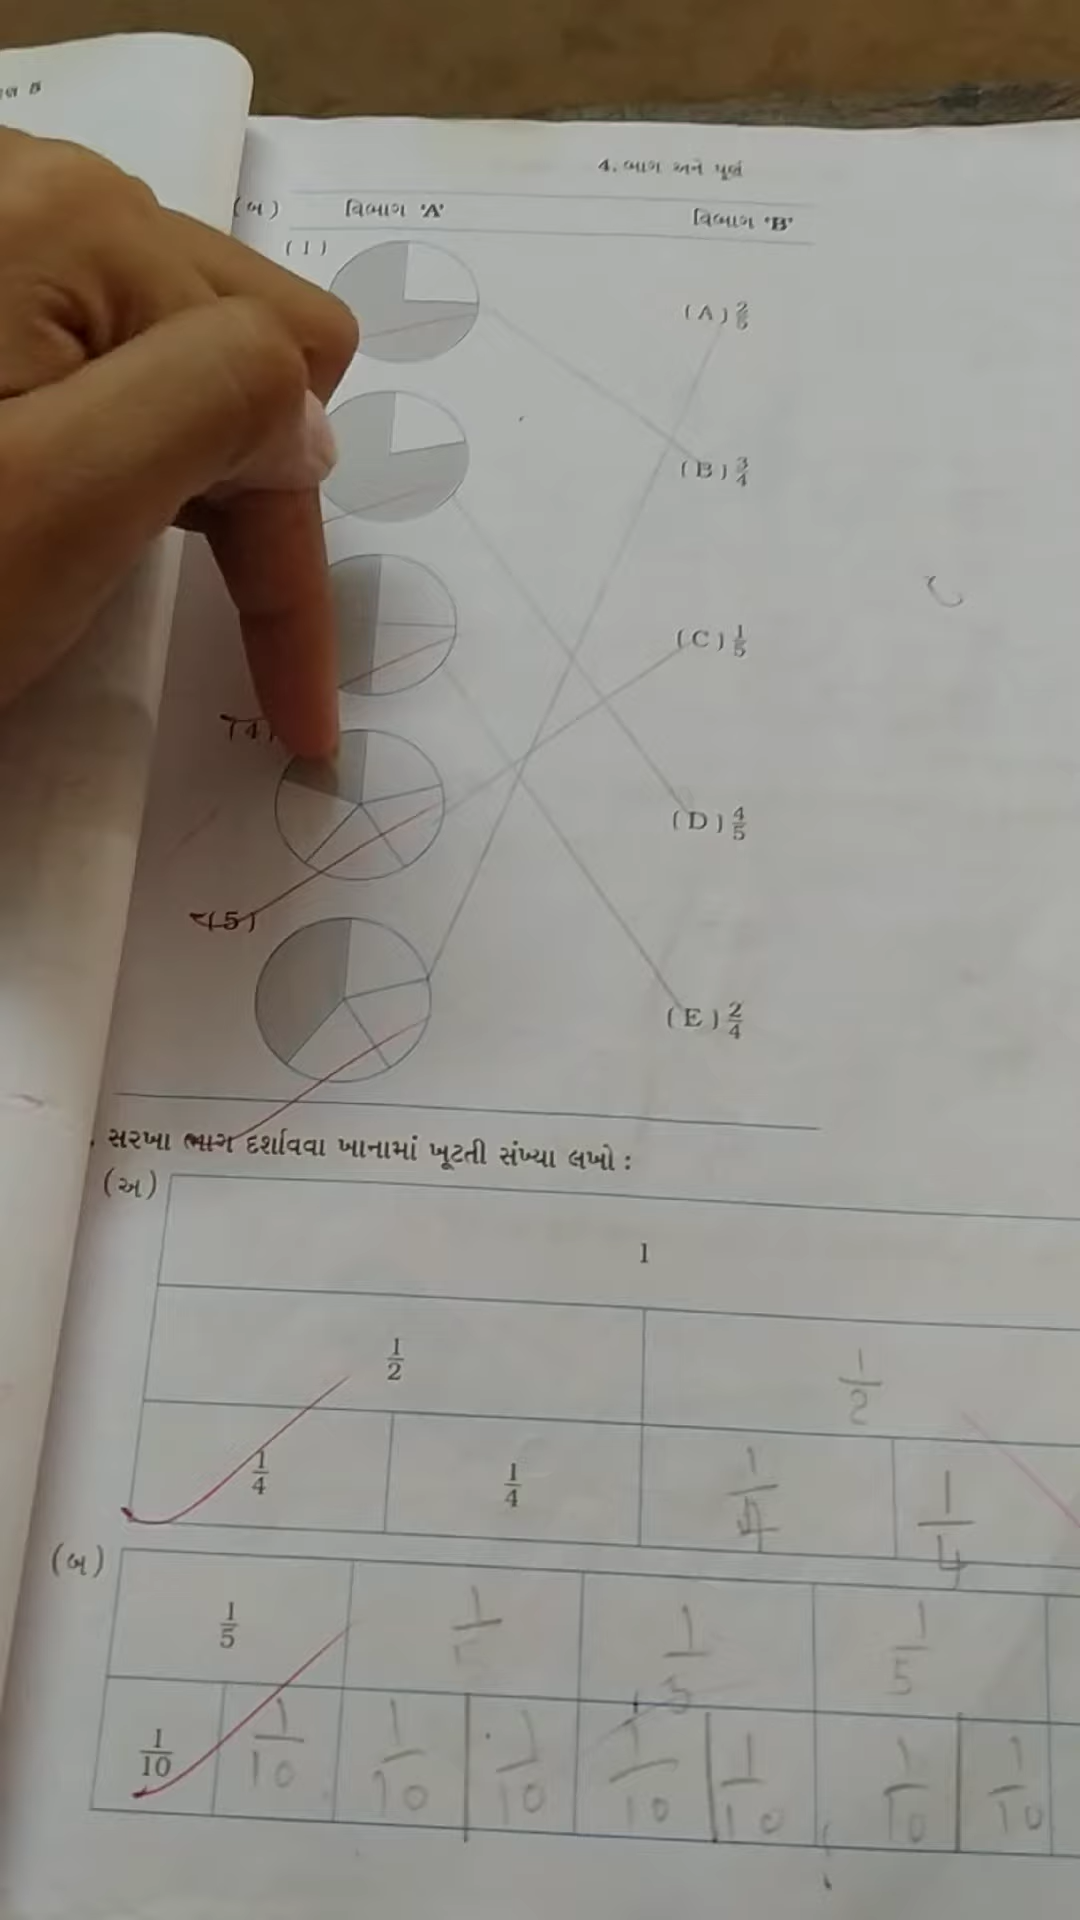 4. ભાગ અને પૂર્ણ
(બ) વિભાગ 'A' વિભાગ 'B'
(1)
(A) 2/5
(B) 3/4
(C) 1/5
(4)
(D) 4/5
(5)
(E) 2/4
સરખા ભાગ દર્શાવવા ખાનામાં ખૂટતી સંખ્યા લખો :
(અ)
1
1/2 1/2
1/4 1/4 1/4 1/4
(બ)
1/5 1/5 1/5 1/5
1/10 1/10 1/10 1/10 1/10 1/10 1/10 1/10